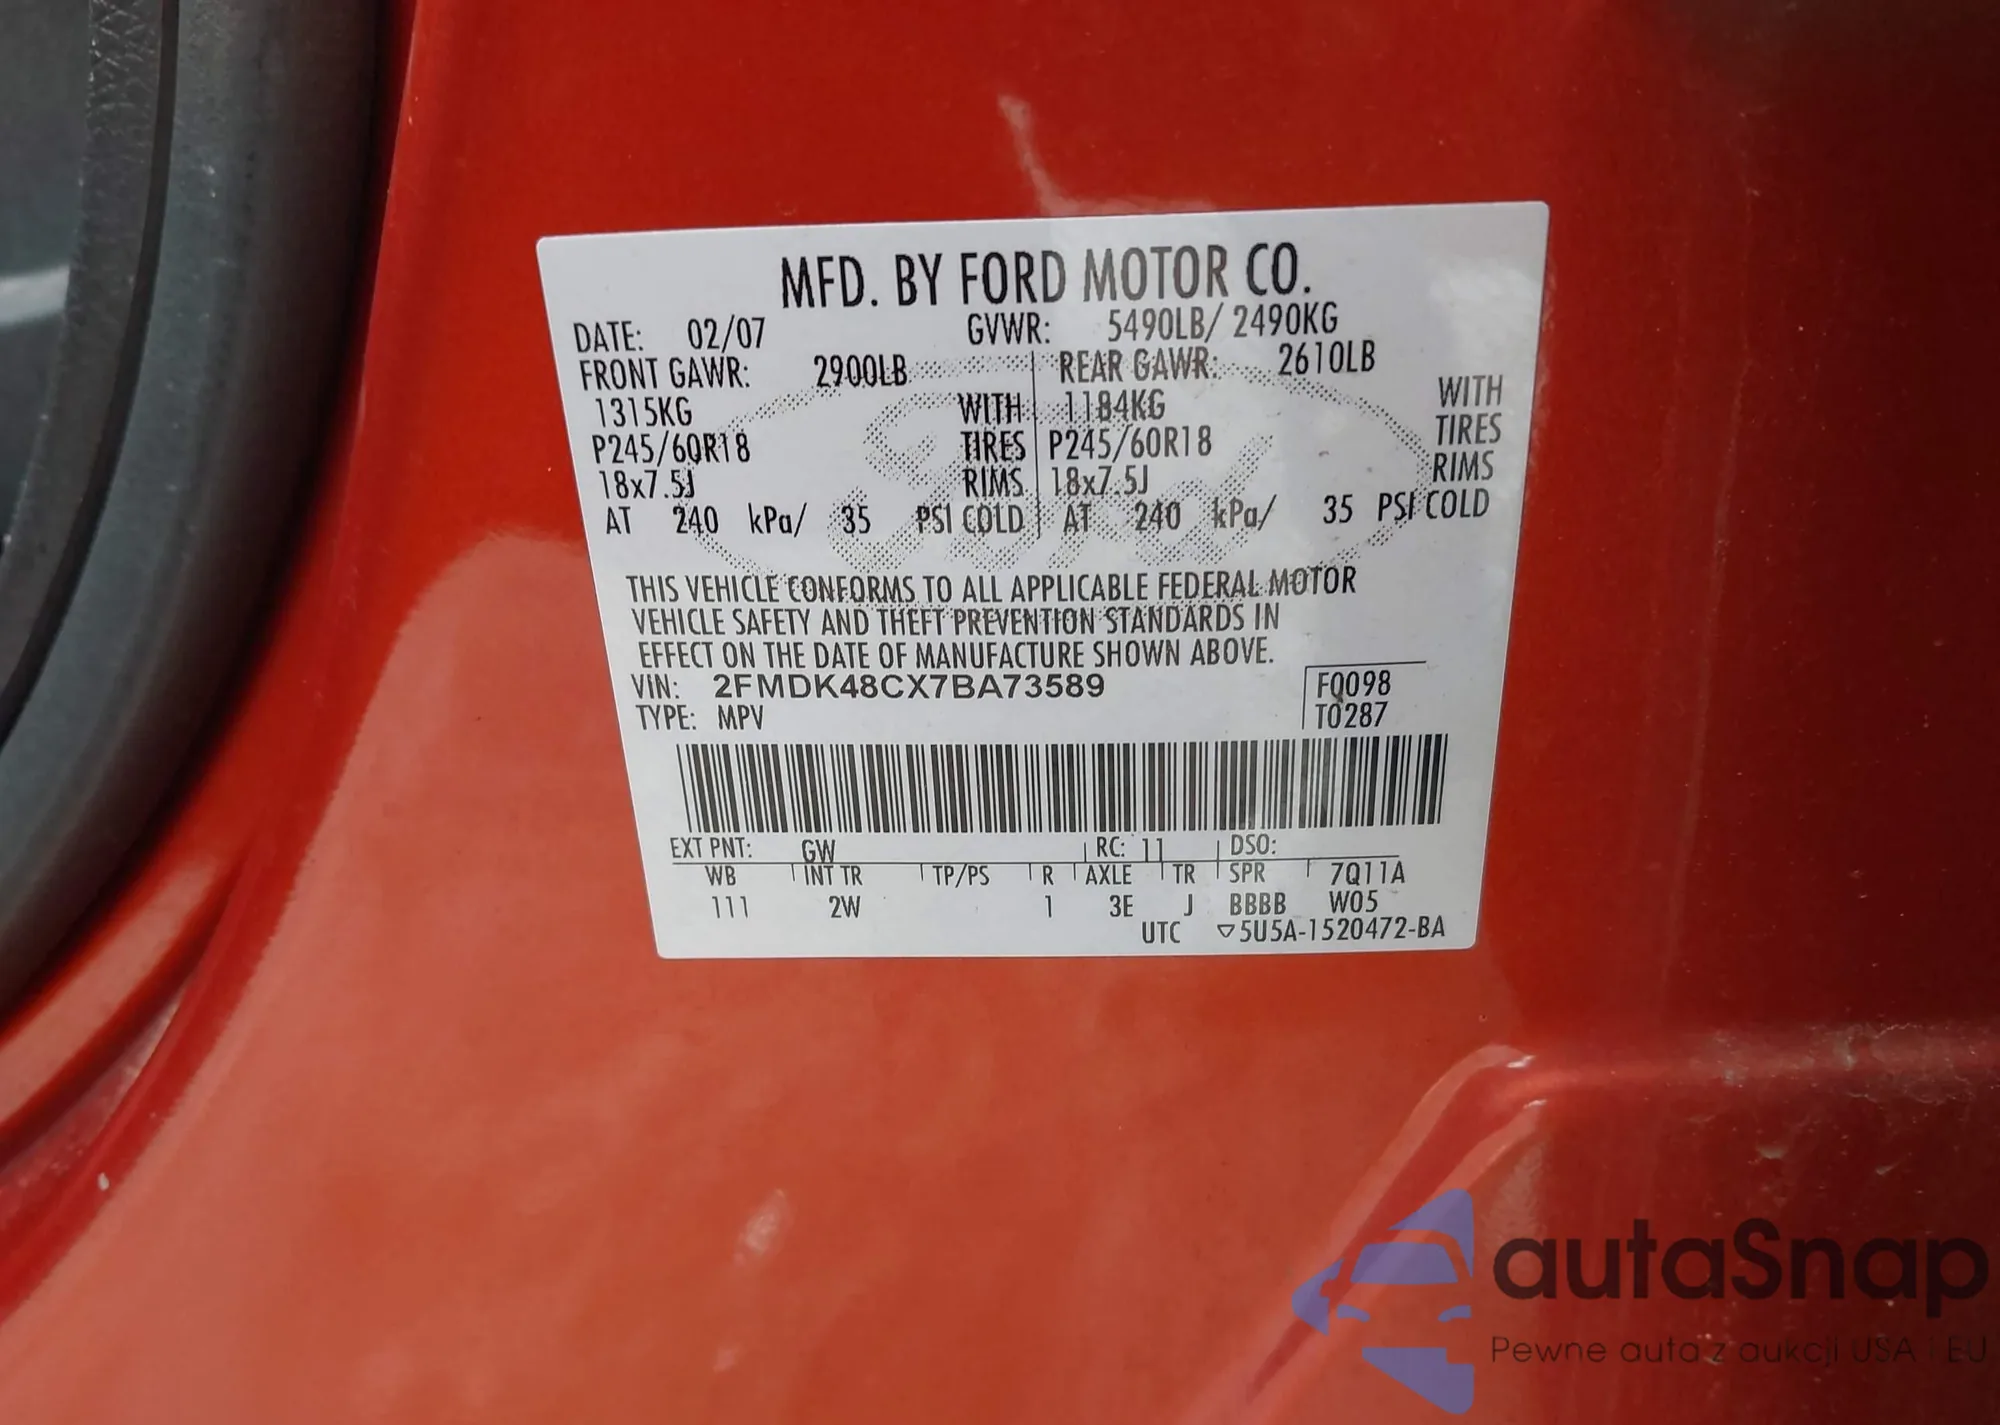 MFD. BY FORD MOTOR CO.
DATE: 02/07 GVWR: 5490LB/ 2490KG
FRONT GAWR: 2900LB REAR GAWR: 2610LB
1315KG WITH 1184KG WITH
P245/60R18 TIRES P245/60R18 TIRES
18x7.5J RIMS 18x7.5J RIMS
AT 240 kPa/ 35 PSI COLD AT 240 kPa/ 35 PSI COLD
THIS VEHICLE CONFORMS TO ALL APPLICABLE FEDERAL MOTOR
VEHICLE SAFETY AND THEFT PREVENTION STANDARDS IN
EFFECT ON THE DATE OF MANUFACTURE SHOWN ABOVE.
VIN: 2FMDK48CX7BA73589 F0098
TYPE: MPV T0287
EXT PNT: GW RC: 11 DSO:
WB INT TR TP/PS R AXLE TR SPR 7Q11A
111 2W 1 3E J BBBB W05
UTC ▽5U5A-1520472-BA
autaSnap
Pewne auta z aukcji USA i EU